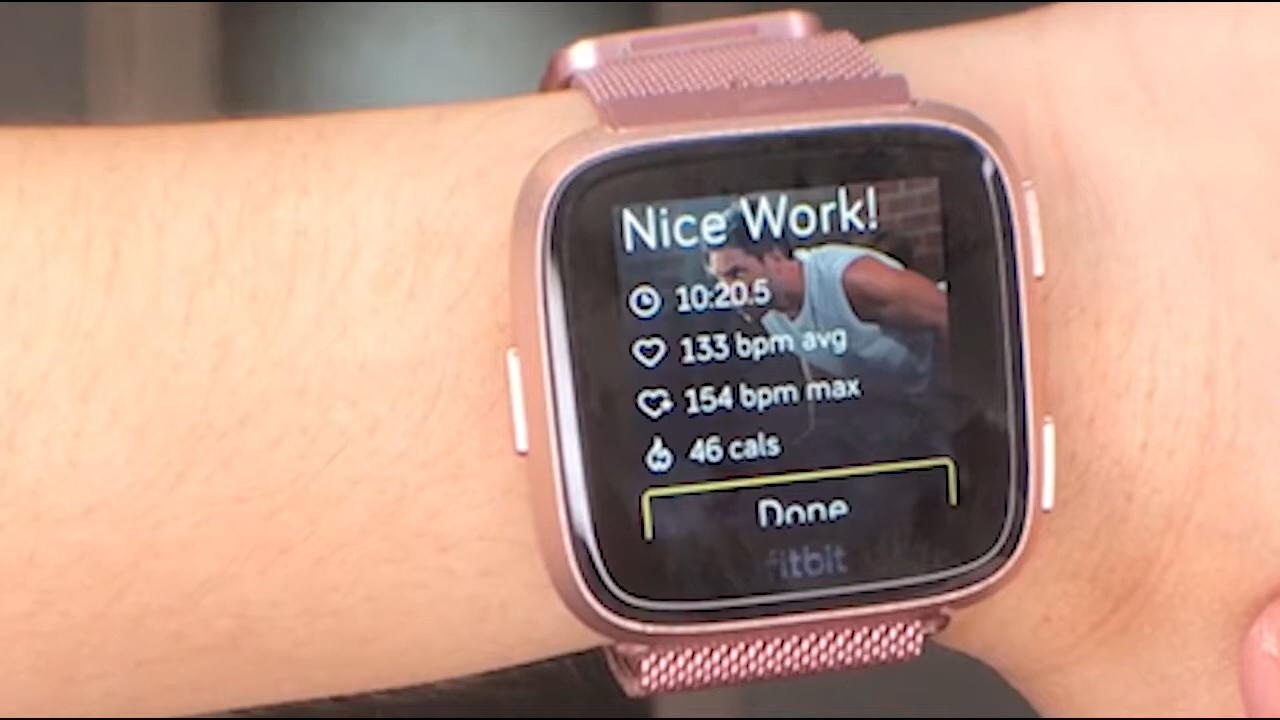 Nice Work!
10:20.5
133 bpm avg
154 bpm max
46 cals
Done
fitbit